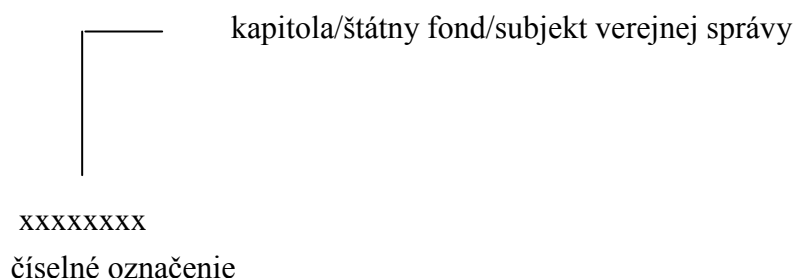 kapitola/štátny fond/subjekt verejnej správy
xxxxxxxx
číselné označenie